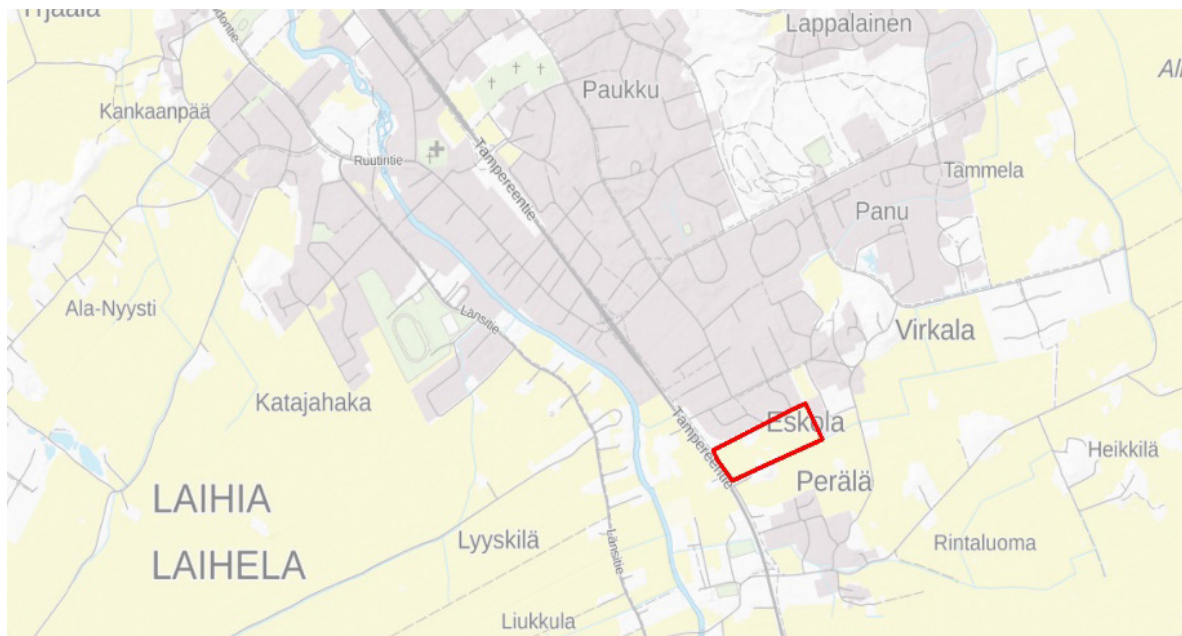 Lappalainen
Paukku
Kankaanpää
Ruutintie
Tampereentie
Tammela
Panu
Ala-Nyysti
Länsitie
Virkala
Katajahaka
Tampereentie
Eskola
Heikkilä
Perälä
LAIHIA
Lyyskilä
Länsitie
Rintaluoma
LAIHELA
Liukkula